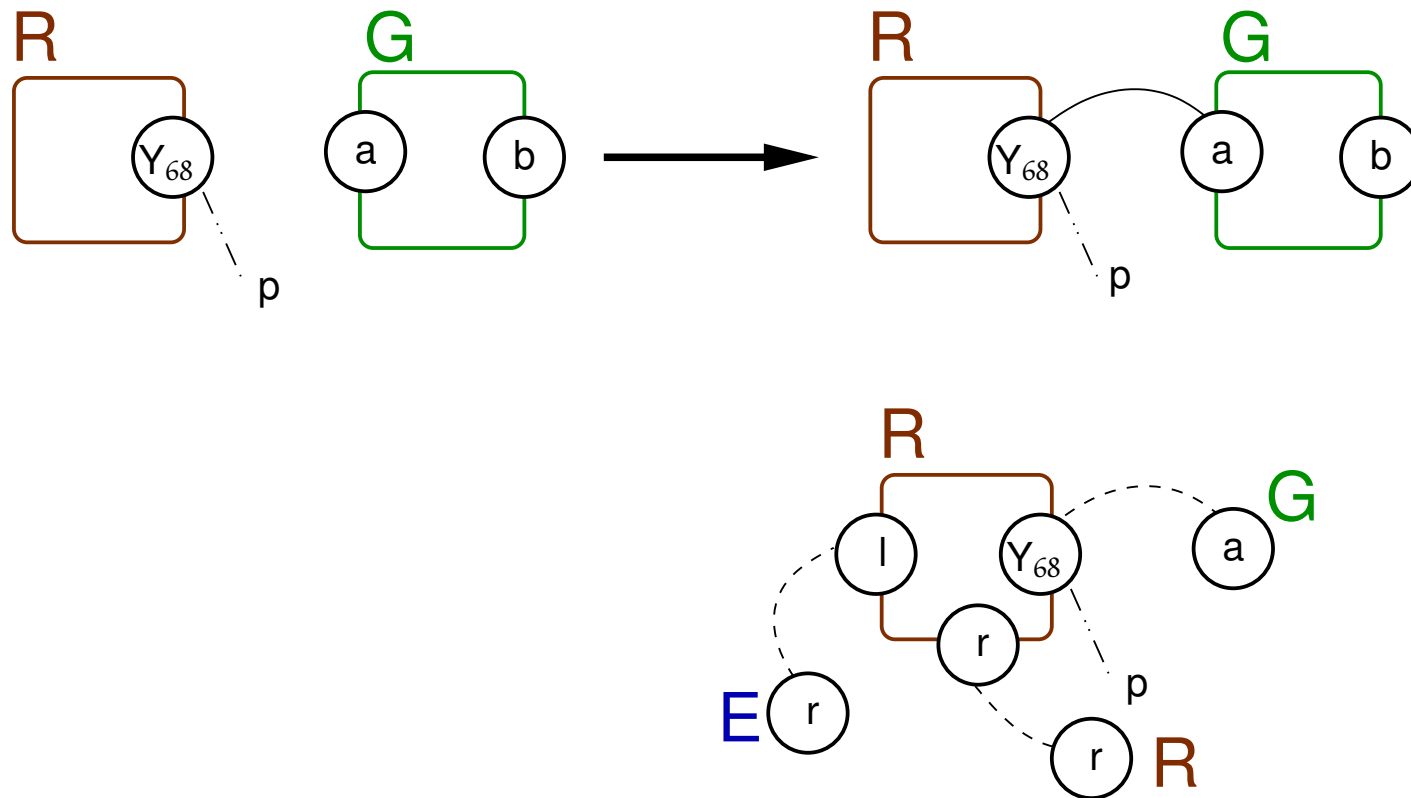 R G R G
Y₆₈ a b Y₆₈ a b
p p
R
G
l Y₆₈ a
r
E r p
r R